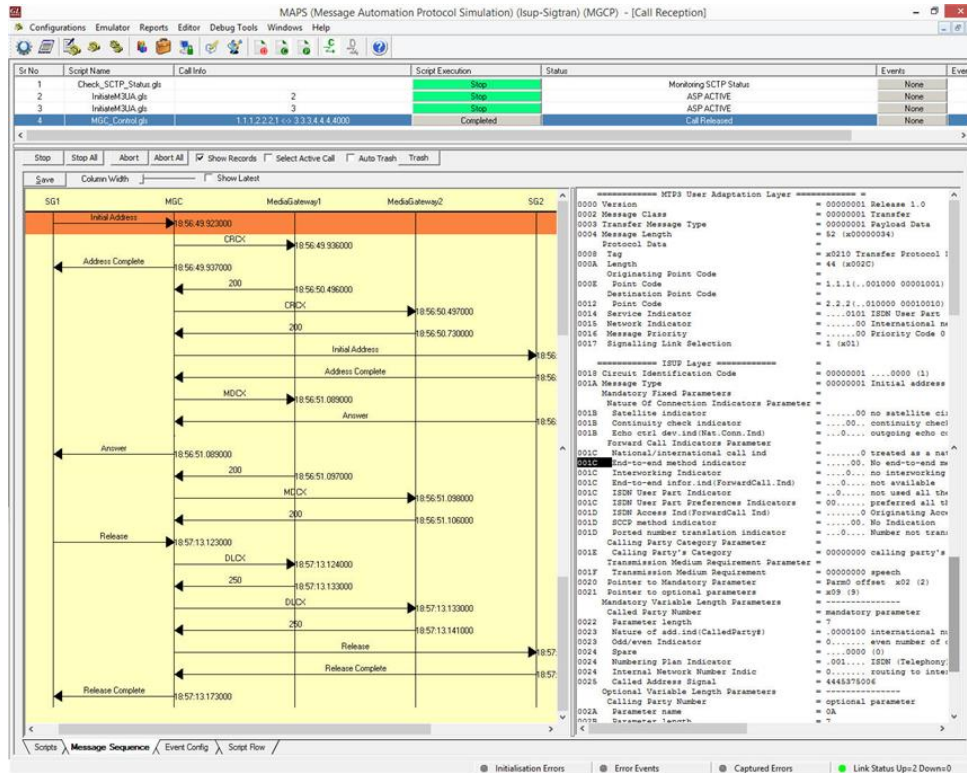 MAPS (Message Automation Protocol Simulation) (Isup-Sigtran) (MGCP) - [Call Reception]
Configurations Emulator Reports Editor Debug Tools Windows Help
Sr No Script Name Call Info Script Execution Status Events
1 Check_SCTP_Status.gls Stop Monitoring SCTP Status None
2 InitiateM3UA.gls 2 Stop ASP ACTIVE None
3 InitiateM3UA.gls 3 Stop ASP ACTIVE None
4 MGC_Control.gls 1.1.1,2.2.2,1 <-> 3.3.3,4.4.4,4000 Completed Call Released None
Stop Stop All Abort Abort All Show Records Select Active Call Auto Trash Trash
Save Column Width Show Latest
SG1 MGC MediaGateway1 MediaGateway2 SG2
Initial Address
18:56:49.923000
CRCX
18:56:49.936000
Address Complete
18:56:49.937000
200
18:56:50.496000
CRCX
18:56:50.497000
200
18:56:50.730000
Initial Address
18:56:
Address Complete
18:56:
MDCX
18:56:51.089000
Answer
18:56:
Answer
18:56:51.089000
200
18:56:51.097000
MDCX
18:56:51.098000
200
18:56:51.106000
Release
18:57:13.123000
DLCX
18:57:13.124000
250
18:57:13.133000
DLCX
18:57:13.133000
250
18:57:13.141000
Release
18:57:
Release Complete
18:57:
Release Complete
18:57:13.173000
============ MTP3 User Adaptation Layer ============ =
0000 Version = 00000001 Release 1.0
0002 Message Class = 00000001 Transfer
0003 Transfer Message Type = 00000001 Payload Data
0004 Message Length = 52 (x00000034)
Protocol Data =
0008 Tag = x0210 Transfer Protocol
000A Length = 44 (x002C)
Originating Point Code =
000E Point Code = 1.1.1(..001000 00001001)
Destination Point Code =
0012 Point Code = 2.2.2(..010000 00010010)
0014 Service Indicator = ....0101 ISDN User Part
0015 Network Indicator = ......00 International
0016 Message Priority = ......00 Priority Code 0
0017 Signalling Link Selection = 1 (x01)
============ ISUP Layer ============ =
0018 Circuit Identification Code = 00000001 ....0000 (1)
001A Message Type = 00000001 Initial address
Mandatory Fixed Parameters =
Nature Of Connection Indicators Parameter =
001B Satellite indicator = ......00 no satellite
001B Continuity check indicator = ....00.. continuity
001B Echo ctrl dev.ind(Nat.Conn.Ind) = ...0.... outgoing echo
Forward Call Indicators Parameter =
001C National/international call ind = .......0 treated as a
001C End-to-end method indicator = .....00. No end-to-end
001C Interworking Indicator = ....0... no interworking
001C End-to-end infor.ind(ForwardCall.Ind) = ...0.... not available
001C ISDN User Part Indicator = ..0..... not used all
001C ISDN User Part Preferences Indicators = 00...... preferred all
001D ISDN Access Ind(ForwardCall Ind) = .......0 Originating
001D SCCP method indicator = .....00. No Indication
001D Ported number translation indicator = ....0... Number not
Calling Party Category Parameter =
001E Calling Party's Category = 00000000 calling party's
Transmission Medium Requirement Parameter =
001F Transmission Medium Requirement = 00000000 speech
0020 Pointer to Mandatory Parameter = Parm0 offset x02 (2)
0021 Pointer to optional parameters = x09 (9)
Mandatory Variable Length Parameters = ---------------
Called Party Number = mandatory parameter
0022 Parameter length = 7
0023 Nature of add.ind(CalledParty#) = .0000100 international
0023 Odd/even Indicator = 0....... even number of
0024 Spare = ....0000 (0)
0024 Numbering Plan Indicator = .001.... ISDN (Telephony
0024 Internal Network Number Indic = 0....... routing to
0025 Called Address Signal = 4445375006
Optional Variable Length Parameters = ---------------
Calling Party Number = optional parameter
002A Parameter name = 0A
002B Parameter length = 7
Scripts Message Sequence Event Config Script Flow
Initialisation Errors Error Events Captured Errors Link Status Up=2 Down=0